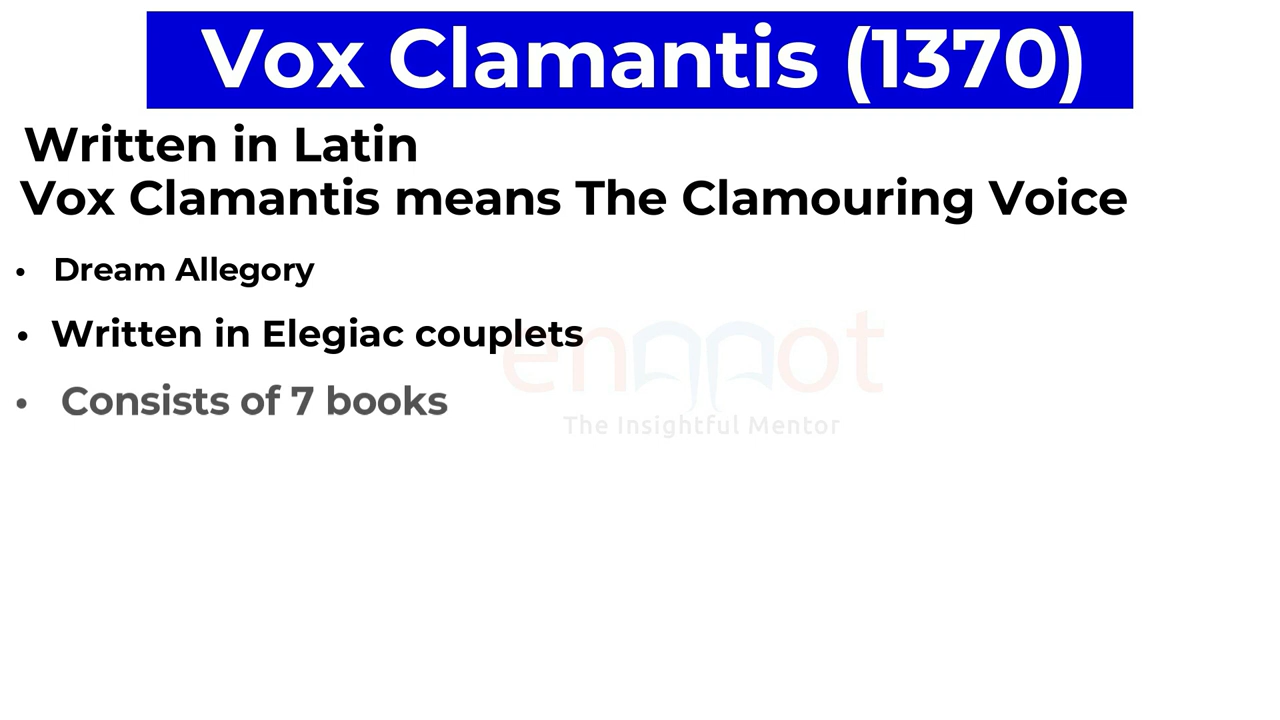 Vox Clamantis (1370)
Written in Latin
Vox Clamantis means The Clamouring Voice
• Dream Allegory
• Written in Elegiac couplets
• Consists of 7 books
The Insightful Mentor